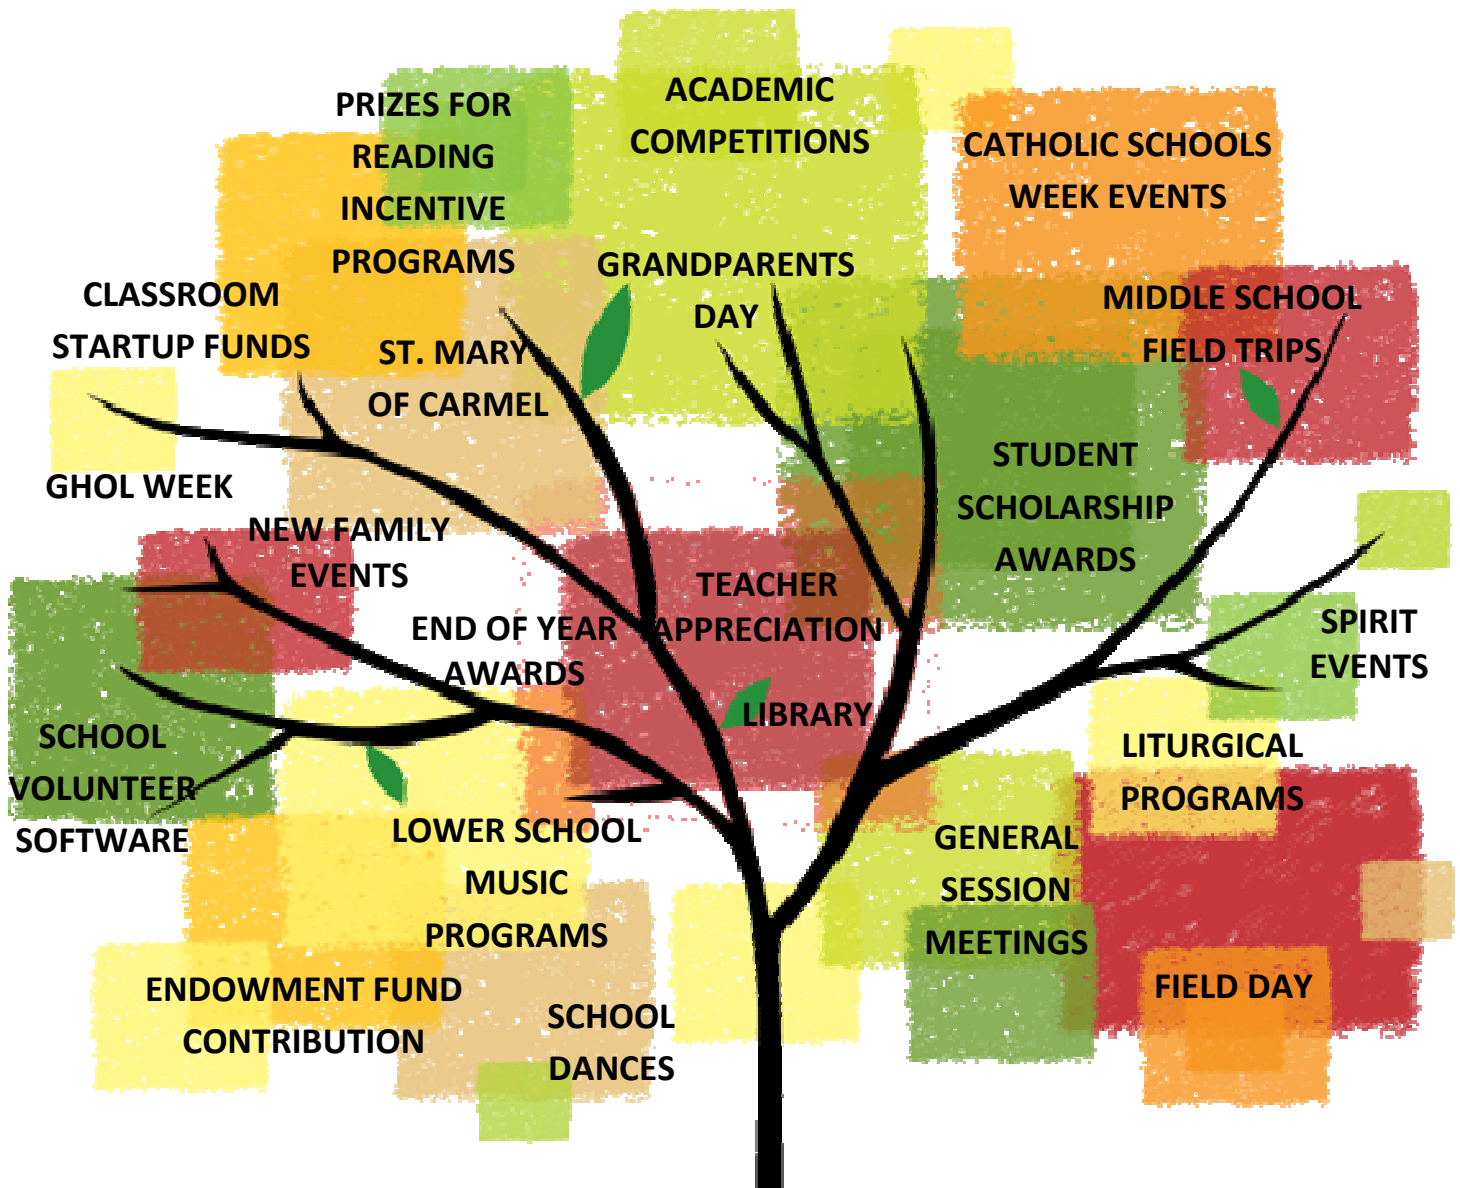 PRIZES FOR
READING
INCENTIVE
PROGRAMS
ACADEMIC
COMPETITIONS
CATHOLIC SCHOOLS
WEEK EVENTS
CLASSROOM
STARTUP FUNDS
ST. MARY
OF CARMEL
GRANDPARENTS
DAY
MIDDLE SCHOOL
FIELD TRIPS
GHOL WEEK
NEW FAMILY
EVENTS
STUDENT
SCHOLARSHIP
AWARDS
END OF YEAR
AWARDS
TEACHER
APPRECIATION
LIBRARY
SPIRIT
EVENTS
SCHOOL
VOLUNTEER
SOFTWARE
LOWER SCHOOL
MUSIC
PROGRAMS
GENERAL
SESSION
MEETINGS
LITURGICAL
PROGRAMS
ENDOWMENT FUND
CONTRIBUTION
SCHOOL
DANCES
FIELD DAY